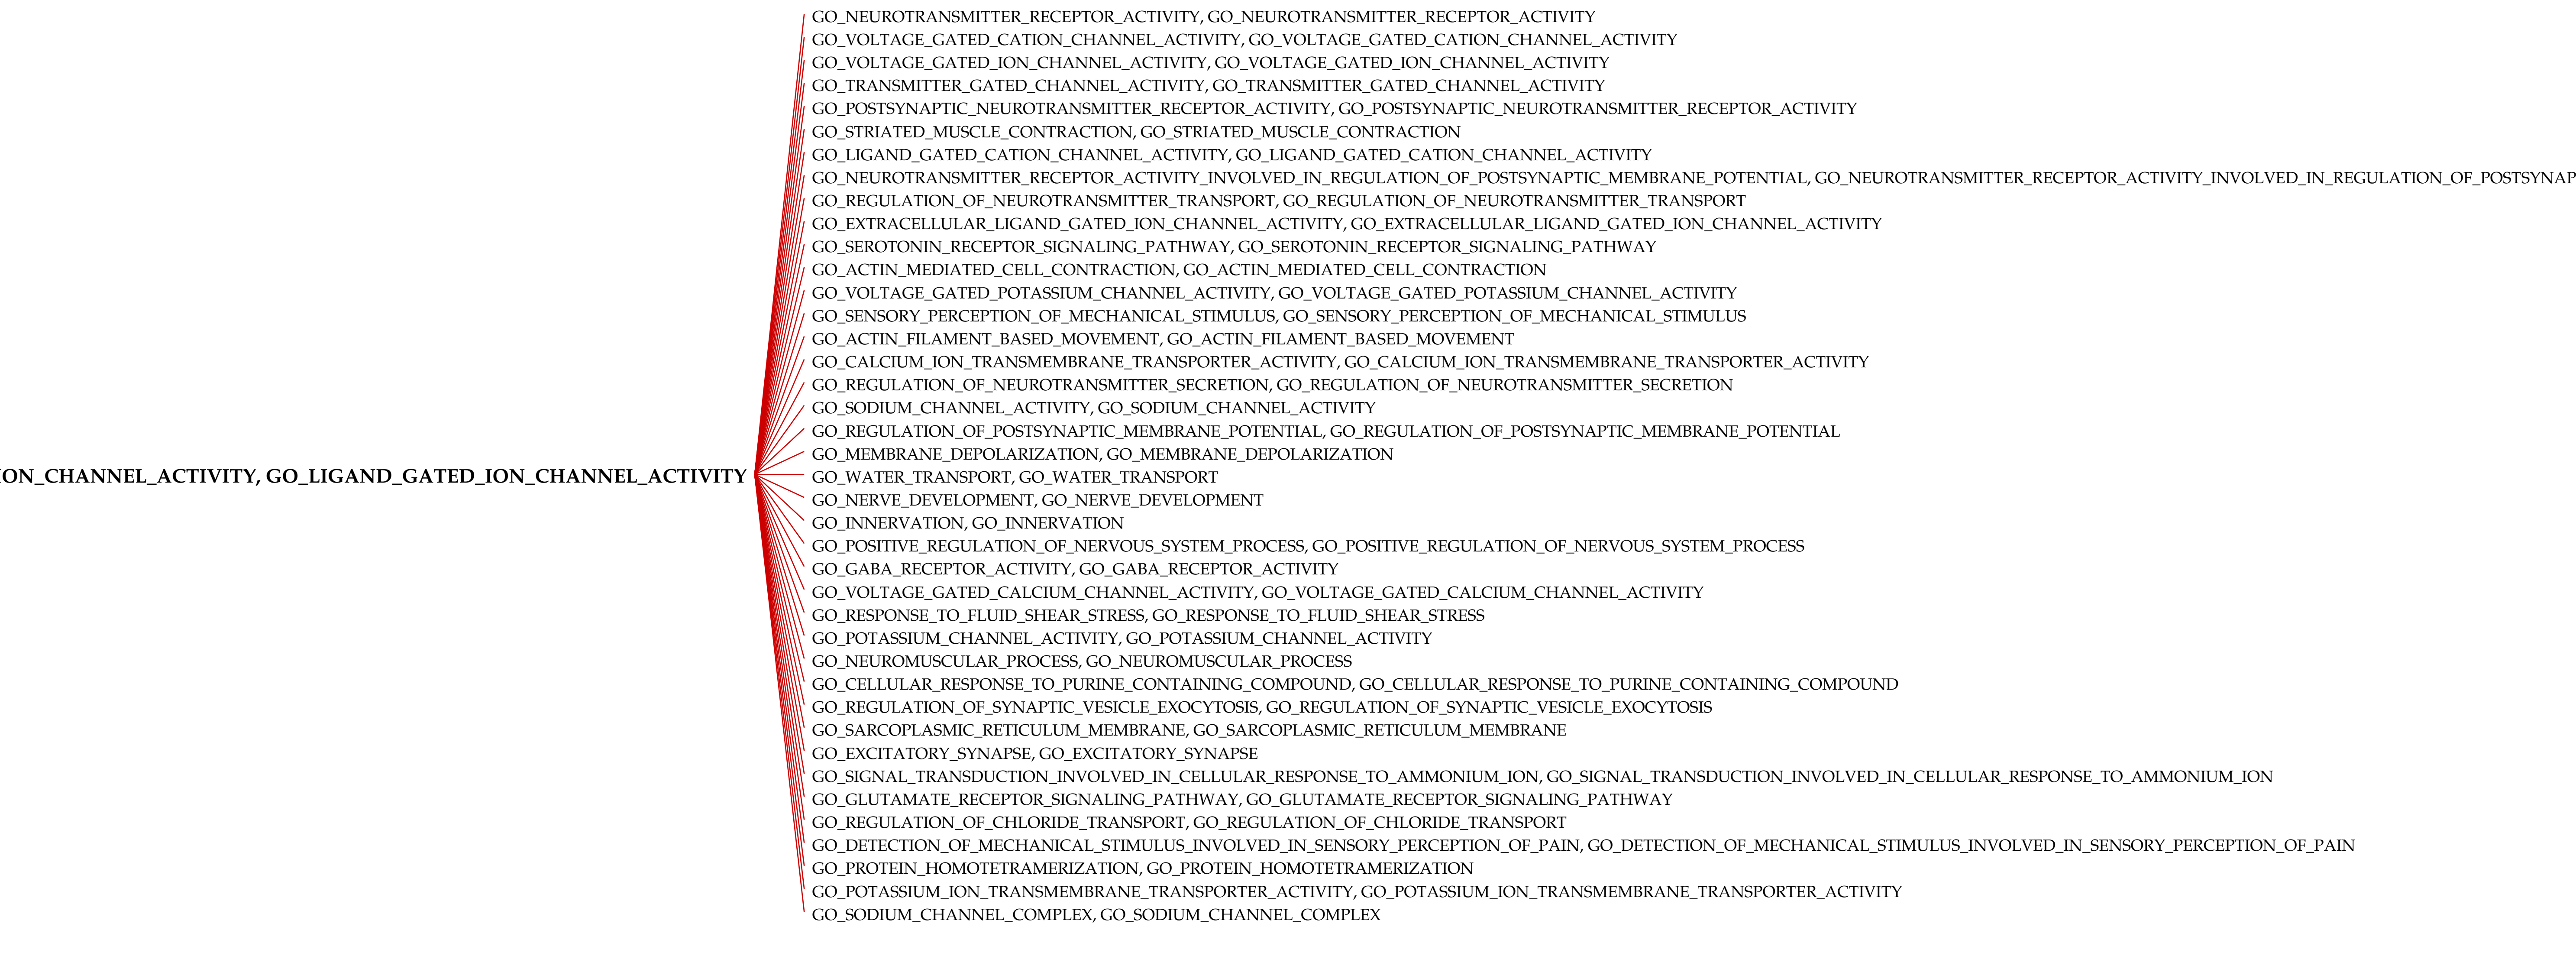 GO_NEUROTRANSMITTER_RECEPTOR_ACTIVITY, GO_NEUROTRANSMITTER_RECEPTOR_ACTIVITY
GO_VOLTAGE_GATED_CATION_CHANNEL_ACTIVITY, GO_VOLTAGE_GATED_CATION_CHANNEL_ACTIVITY
GO_VOLTAGE_GATED_ION_CHANNEL_ACTIVITY, GO_VOLTAGE_GATED_ION_CHANNEL_ACTIVITY
GO_TRANSMITTER_GATED_CHANNEL_ACTIVITY, GO_TRANSMITTER_GATED_CHANNEL_ACTIVITY
GO_POSTSYNAPTIC_NEUROTRANSMITTER_RECEPTOR_ACTIVITY, GO_POSTSYNAPTIC_NEUROTRANSMITTER_RECEPTOR_ACTIVITY
GO_STRIATED_MUSCLE_CONTRACTION, GO_STRIATED_MUSCLE_CONTRACTION
GO_LIGAND_GATED_CATION_CHANNEL_ACTIVITY, GO_LIGAND_GATED_CATION_CHANNEL_ACTIVITY
GO_NEUROTRANSMITTER_RECEPTOR_ACTIVITY_INVOLVED_IN_REGULATION_OF_POSTSYNAPTIC_MEMBRANE_POTENTIAL, GO_NEUROTRANSMITTER_RECEPTOR_ACTIVITY_INVOLVED_IN_REGULATION_OF_POSTSYNAP
GO_REGULATION_OF_NEUROTRANSMITTER_TRANSPORT, GO_REGULATION_OF_NEUROTRANSMITTER_TRANSPORT
GO_EXTRACELLULAR_LIGAND_GATED_ION_CHANNEL_ACTIVITY, GO_EXTRACELLULAR_LIGAND_GATED_ION_CHANNEL_ACTIVITY
GO_SEROTONIN_RECEPTOR_SIGNALING_PATHWAY, GO_SEROTONIN_RECEPTOR_SIGNALING_PATHWAY
GO_ACTIN_MEDIATED_CELL_CONTRACTION, GO_ACTIN_MEDIATED_CELL_CONTRACTION
GO_VOLTAGE_GATED_POTASSIUM_CHANNEL_ACTIVITY, GO_VOLTAGE_GATED_POTASSIUM_CHANNEL_ACTIVITY
GO_SENSORY_PERCEPTION_OF_MECHANICAL_STIMULUS, GO_SENSORY_PERCEPTION_OF_MECHANICAL_STIMULUS
GO_ACTIN_FILAMENT_BASED_MOVEMENT, GO_ACTIN_FILAMENT_BASED_MOVEMENT
GO_CALCIUM_ION_TRANSMEMBRANE_TRANSPORTER_ACTIVITY, GO_CALCIUM_ION_TRANSMEMBRANE_TRANSPORTER_ACTIVITY
GO_REGULATION_OF_NEUROTRANSMITTER_SECRETION, GO_REGULATION_OF_NEUROTRANSMITTER_SECRETION
GO_SODIUM_CHANNEL_ACTIVITY, GO_SODIUM_CHANNEL_ACTIVITY
GO_REGULATION_OF_POSTSYNAPTIC_MEMBRANE_POTENTIAL, GO_REGULATION_OF_POSTSYNAPTIC_MEMBRANE_POTENTIAL
GO_MEMBRANE_DEPOLARIZATION, GO_MEMBRANE_DEPOLARIZATION
ION_CHANNEL_ACTIVITY, GO_LIGAND_GATED_ION_CHANNEL_ACTIVITY
GO_WATER_TRANSPORT, GO_WATER_TRANSPORT
GO_NERVE_DEVELOPMENT, GO_NERVE_DEVELOPMENT
GO_INNERVATION, GO_INNERVATION
GO_POSITIVE_REGULATION_OF_NERVOUS_SYSTEM_PROCESS, GO_POSITIVE_REGULATION_OF_NERVOUS_SYSTEM_PROCESS
GO_GABA_RECEPTOR_ACTIVITY, GO_GABA_RECEPTOR_ACTIVITY
GO_VOLTAGE_GATED_CALCIUM_CHANNEL_ACTIVITY, GO_VOLTAGE_GATED_CALCIUM_CHANNEL_ACTIVITY
GO_RESPONSE_TO_FLUID_SHEAR_STRESS, GO_RESPONSE_TO_FLUID_SHEAR_STRESS
GO_POTASSIUM_CHANNEL_ACTIVITY, GO_POTASSIUM_CHANNEL_ACTIVITY
GO_NEUROMUSCULAR_PROCESS, GO_NEUROMUSCULAR_PROCESS
GO_CELLULAR_RESPONSE_TO_PURINE_CONTAINING_COMPOUND, GO_CELLULAR_RESPONSE_TO_PURINE_CONTAINING_COMPOUND
GO_REGULATION_OF_SYNAPTIC_VESICLE_EXOCYTOSIS, GO_REGULATION_OF_SYNAPTIC_VESICLE_EXOCYTOSIS
GO_SARCOPLASMIC_RETICULUM_MEMBRANE, GO_SARCOPLASMIC_RETICULUM_MEMBRANE
GO_EXCITATORY_SYNAPSE, GO_EXCITATORY_SYNAPSE
GO_SIGNAL_TRANSDUCTION_INVOLVED_IN_CELLULAR_RESPONSE_TO_AMMONIUM_ION, GO_SIGNAL_TRANSDUCTION_INVOLVED_IN_CELLULAR_RESPONSE_TO_AMMONIUM_ION
GO_GLUTAMATE_RECEPTOR_SIGNALING_PATHWAY, GO_GLUTAMATE_RECEPTOR_SIGNALING_PATHWAY
GO_REGULATION_OF_CHLORIDE_TRANSPORT, GO_REGULATION_OF_CHLORIDE_TRANSPORT
GO_DETECTION_OF_MECHANICAL_STIMULUS_INVOLVED_IN_SENSORY_PERCEPTION_OF_PAIN, GO_DETECTION_OF_MECHANICAL_STIMULUS_INVOLVED_IN_SENSORY_PERCEPTION_OF_PAIN
GO_PROTEIN_HOMOTETRAMERIZATION, GO_PROTEIN_HOMOTETRAMERIZATION
GO_POTASSIUM_ION_TRANSMEMBRANE_TRANSPORTER_ACTIVITY, GO_POTASSIUM_ION_TRANSMEMBRANE_TRANSPORTER_ACTIVITY
GO_SODIUM_CHANNEL_COMPLEX, GO_SODIUM_CHANNEL_COMPLEX